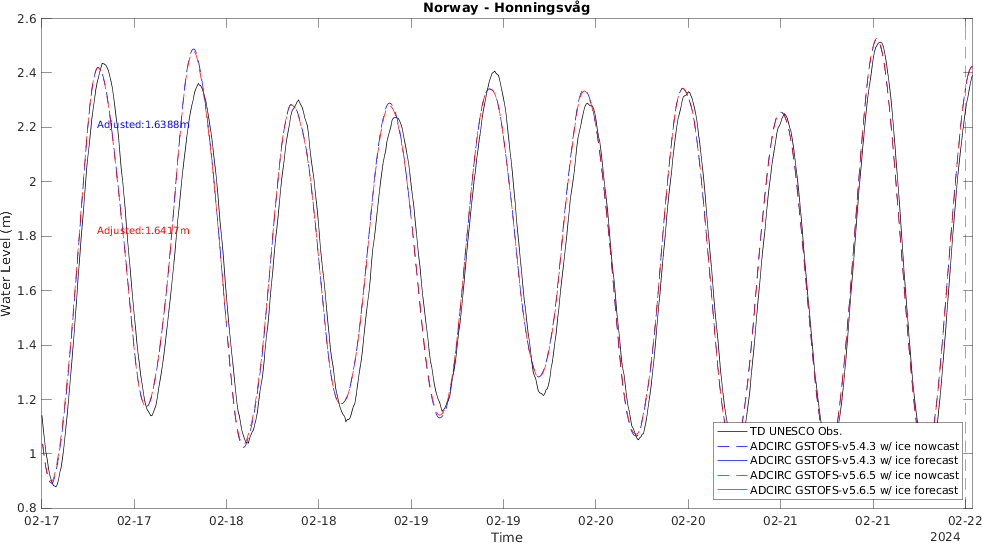 Norway - Honningsvåg
2.6
2.4
2.2
2
1.8
1.6
1.4
1.2
1
0.8
Water Level (m)
Adjusted:1.6388m
Adjusted:1.6417m
TD UNESCO Obs.
ADCIRC GSTOFS-v5.4.3 w/ ice nowcast
ADCIRC GSTOFS-v5.4.3 w/ ice forecast
ADCIRC GSTOFS-v5.6.5 w/ ice nowcast
ADCIRC GSTOFS-v5.6.5 w/ ice forecast
02-17 02-17 02-18 02-18 02-19 02-19 02-20 02-20 02-21 02-21 02-22
Time
2024